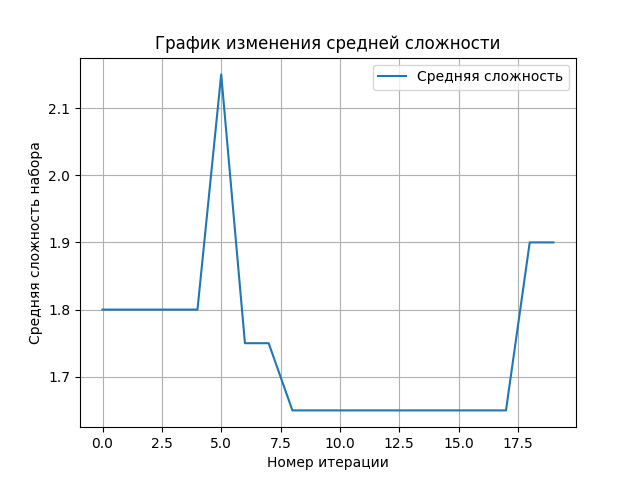 График изменения средней сложности
Средняя сложность
Средняя сложность набора
2.1
2.0
1.9
1.8
1.7
0.0 2.5 5.0 7.5 10.0 12.5 15.0 17.5
Номер итерации